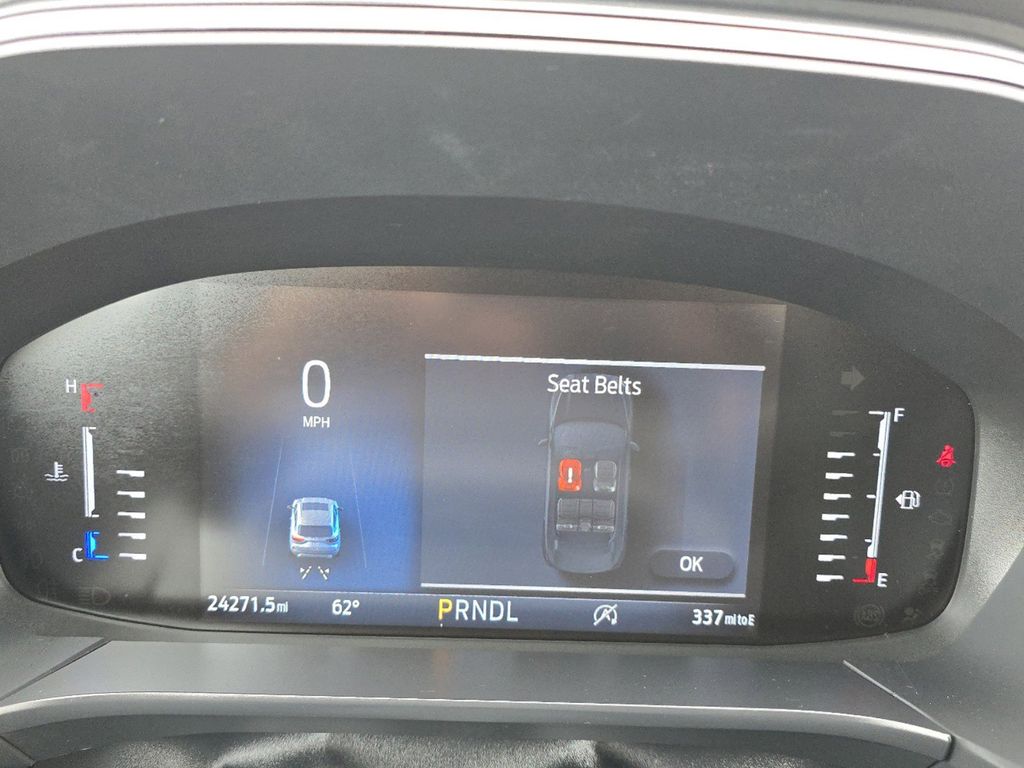 Seat Belts
0
MPH
H
C
F
E
OK
24271.5 mi
62°
PRNDL
337 mi to E